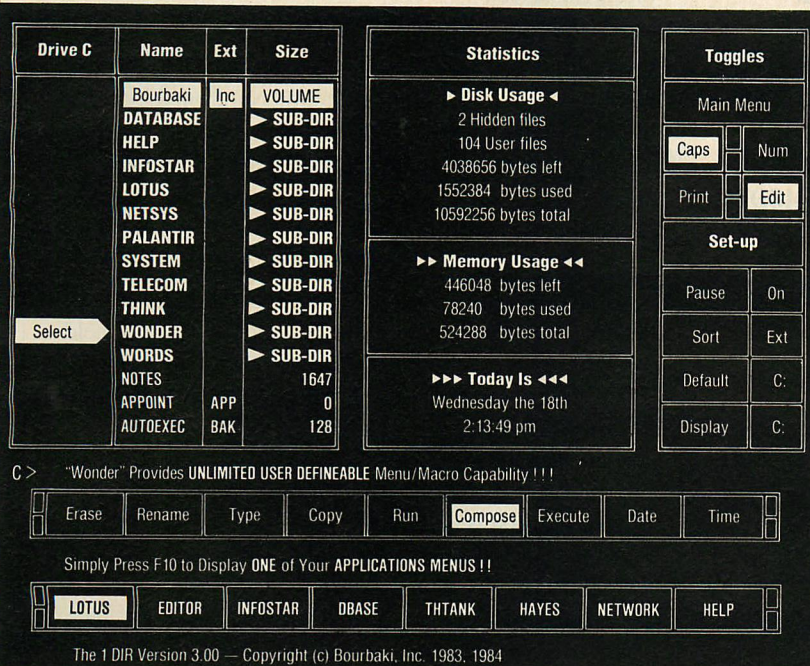 Drive C Name Ext Size
Bourbaki Inc VOLUME
DATABASE ► SUB-DIR
HELP ► SUB-DIR
INFOSTAR ► SUB-DIR
LOTUS ► SUB-DIR
NETSYS ► SUB-DIR
PALANTIR ► SUB-DIR
SYSTEM ► SUB-DIR
TELECOM ► SUB-DIR
THINK ► SUB-DIR
Select WONDER ► SUB-DIR
WORDS ► SUB-DIR
NOTES 1647
APPOINT APP 0
AUTOEXEC BAK 128
Statistics
► Disk Usage ◄
2 Hidden files
104 User files
4038656 bytes left
1552384 bytes used
10592256 bytes total
►► Memory Usage ◄◄
446048 bytes left
78240 bytes used
524288 bytes total
►►► Today Is ◄◄◄
Wednesday the 18th
2:13:49 pm
Toggles
Main Menu
Caps Num
Print Edit
Set-up
Pause On
Sort Ext
Default C:
Display C:
C > "Wonder" Provides UNLIMITED USER DEFINEABLE Menu/Macro Capability ! ! !
Erase Rename Type Copy Run Compose Execute Date Time
Simply Press F10 to Display ONE of Your APPLICATIONS MENUS ! !
LOTUS EDITOR INFOSTAR DBASE THTANK HAYES NETWORK HELP
The 1 DIR Version 3.00 — Copyright (c) Bourbaki, Inc. 1983, 1984